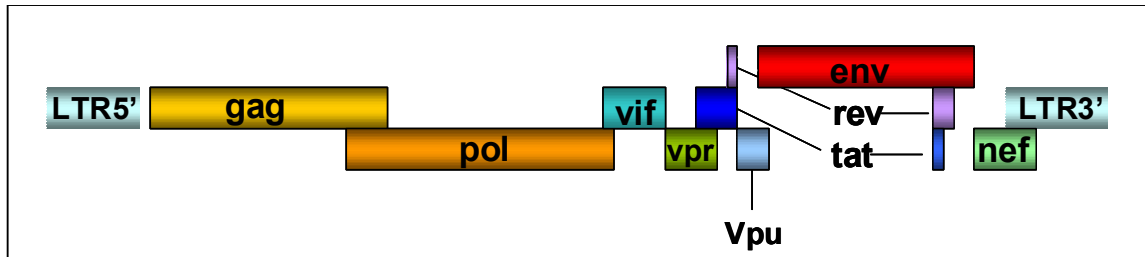 env
LTR5’ gag vif rev LTR3’
pol vpr tat nef
Vpu